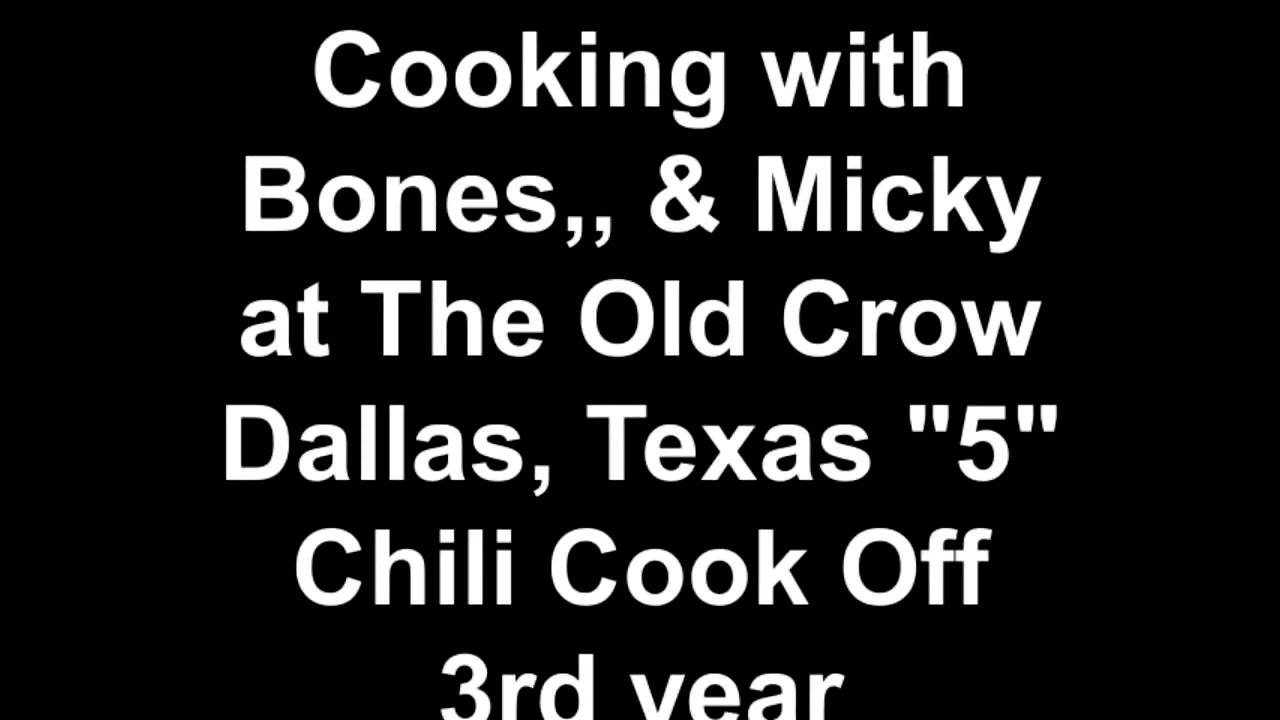 Cooking with
Bones,, & Micky
at The Old Crow
Dallas, Texas "5"
Chili Cook Off
3rd year